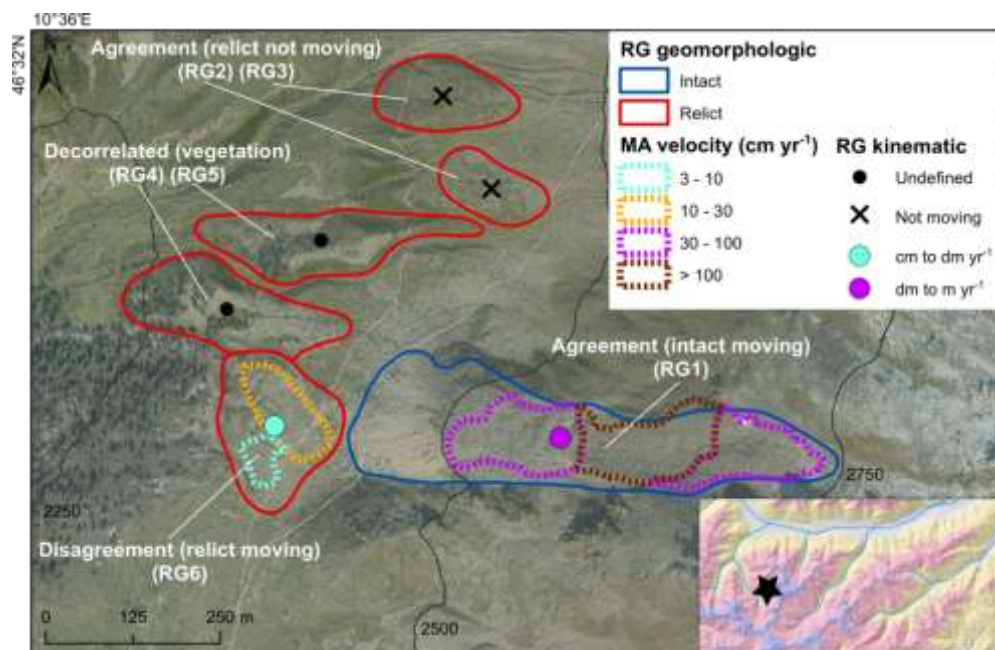 10°36'E
46°32'N
Agreement (relict not moving)
(RG2) (RG3)
Decorrelated (vegetation)
(RG4) (RG5)
Agreement (intact moving)
(RG1)
Disagreement (relict moving)
(RG6)
2250
2500
2750
0 125 250 m
RG geomorphologic
Intact
Relict
MA velocity (cm yr⁻¹)
3 - 10
10 - 30
30 - 100
> 100
RG kinematic
Undefined
Not moving
cm to dm yr⁻¹
dm to m yr⁻¹